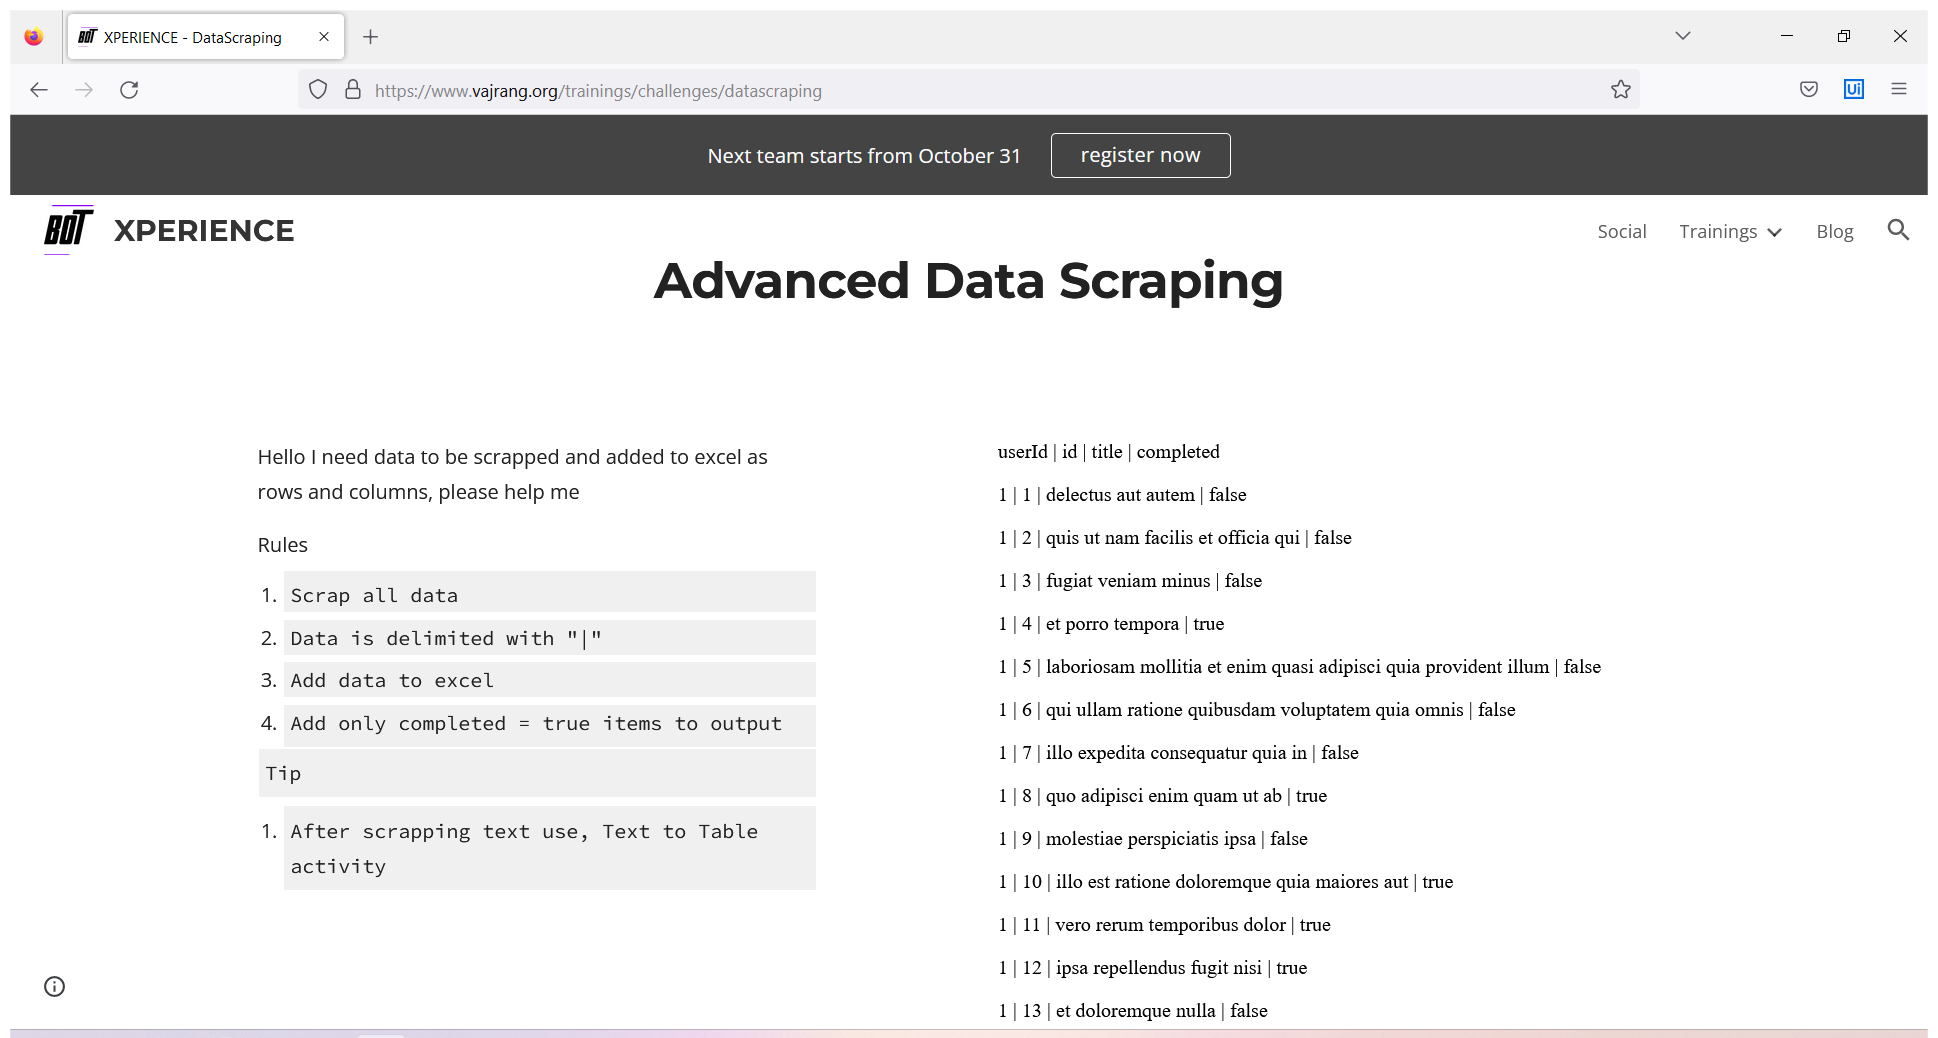 BOT XPERIENCE - DataScraping
https://www.vajrang.org/trainings/challenges/datascraping
Ui
Next team starts from October 31 register now
BOT XPERIENCE
Social Trainings Blog
Advanced Data Scraping
Hello I need data to be scrapped and added to excel as
rows and columns, please help me
Rules
1. Scrap all data
2. Data is delimited with "|"
3. Add data to excel
4. Add only completed = true items to output
Tip
1. After scrapping text use, Text to Table
activity
userId | id | title | completed
1 | 1 | delectus aut autem | false
1 | 2 | quis ut nam facilis et officia qui | false
1 | 3 | fugiat veniam minus | false
1 | 4 | et porro tempora | true
1 | 5 | laboriosam mollitia et enim quasi adipisci quia provident illum | false
1 | 6 | qui ullam ratione quibusdam voluptatem quia omnis | false
1 | 7 | illo expedita consequatur quia in | false
1 | 8 | quo adipisci enim quam ut ab | true
1 | 9 | molestiae perspiciatis ipsa | false
1 | 10 | illo est ratione doloremque quia maiores aut | true
1 | 11 | vero rerum temporibus dolor | true
1 | 12 | ipsa repellendus fugit nisi | true
1 | 13 | et doloremque nulla | false